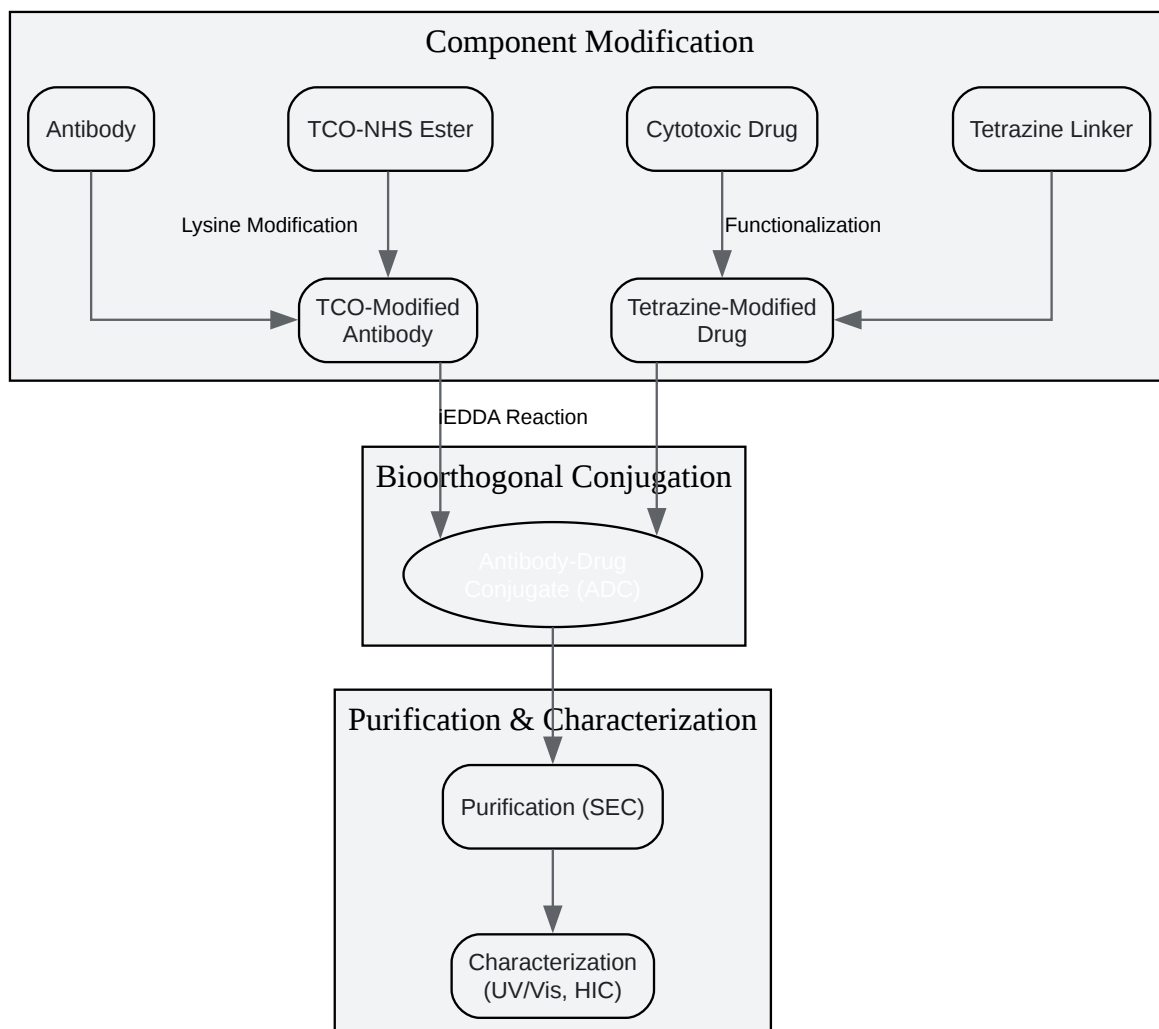 Component Modification
Antibody
TCO-NHS Ester
Cytotoxic Drug
Tetrazine Linker
Lysine Modification
Functionalization
TCO-Modified
Antibody
Tetrazine-Modified
Drug
iEDDA Reaction
Bioorthogonal Conjugation
Antibody-Drug
Conjugate (ADC)
Purification & Characterization
Purification (SEC)
Characterization
(UV/Vis, HIC)